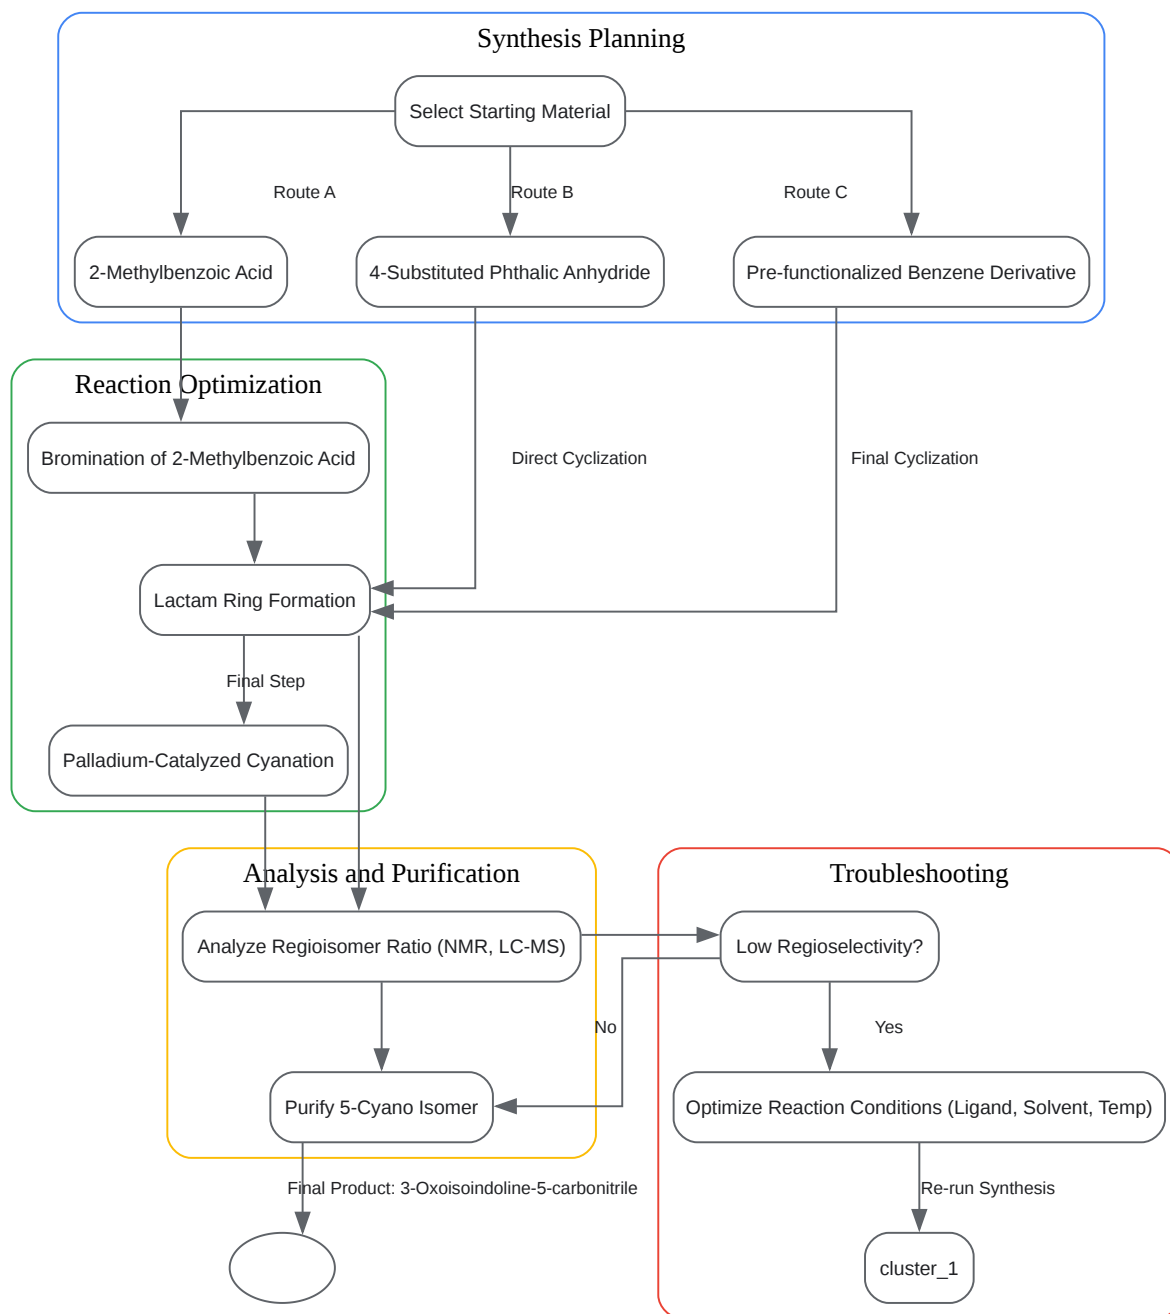 Synthesis Planning
Select Starting Material
Route A
Route B
Route C
2-Methylbenzoic Acid
4-Substituted Phthalic Anhydride
Pre-functionalized Benzene Derivative
Reaction Optimization
Bromination of 2-Methylbenzoic Acid
Direct Cyclization
Final Cyclization
Lactam Ring Formation
Final Step
Palladium-Catalyzed Cyanation
Analysis and Purification
Troubleshooting
Analyze Regioisomer Ratio (NMR, LC-MS)
Low Regioselectivity?
No
Yes
Purify 5-Cyano Isomer
Optimize Reaction Conditions (Ligand, Solvent, Temp)
Final Product: 3-Oxoisoindoline-5-carbonitrile
Re-run Synthesis
cluster_1